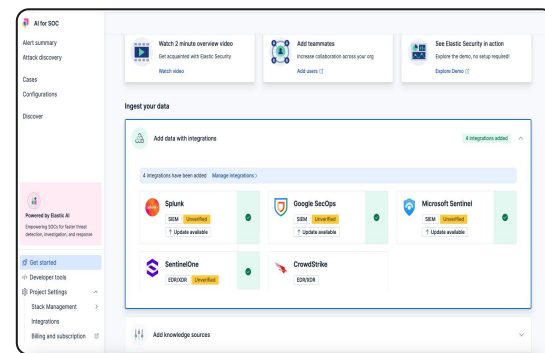 AI for SOC
Alert summary
Attack discovery
Cases
Configurations
Discover
Powered by Elastic AI
Empowering SOCs for faster threat
detection, investigation, and response
Get started
Developer tools
Project Settings
Stack Management
Integrations
Billing and subscription
Watch 2 minute overview video
Get acquainted with Elastic Security
Watch video
Add teammates
Increase collaboration across your org
Add users
See Elastic Security in action
Explore the demo, no setup required!
Explore Demo
Ingest your data
Add data with integrations
4 integrations added
4 integrations have been added Manage integrations
Splunk
SIEM Unverified
Update available
Google SecOps
SIEM Unverified
Update available
Microsoft Sentinel
SIEM Unverified
Update available
SentinelOne
EDR/XDR Unverified
CrowdStrike
EDR/XDR
Add knowledge sources